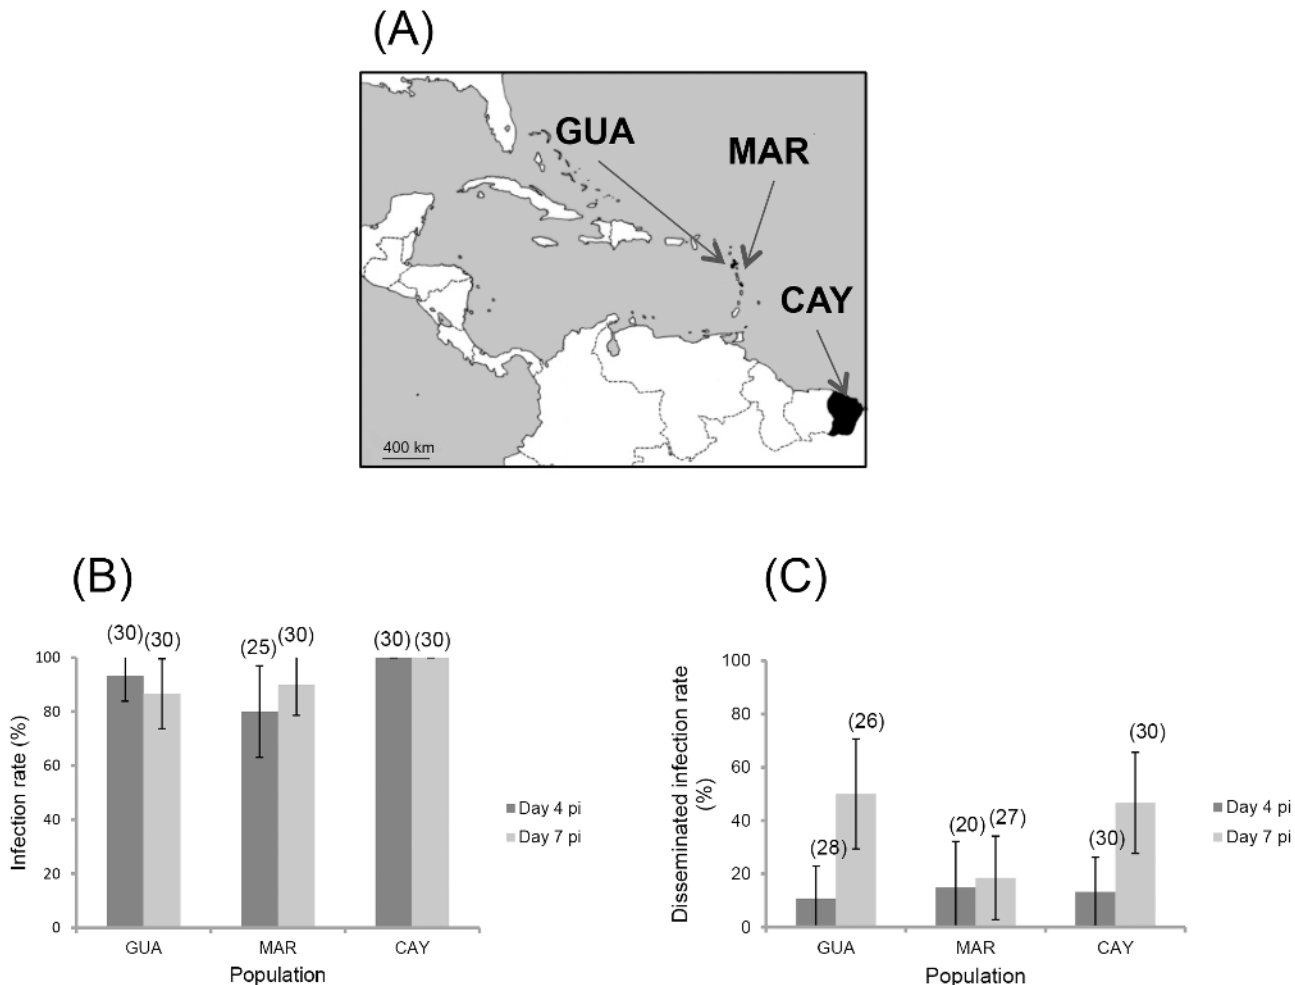 (A)
GUA
MAR
CAY
400 km
(B)
(30)
(30)
(25)
(30)
(30)
(30)
100
80
60
40
20
0
Infection rate (%)
GUA
MAR
CAY
Population
Day 4 pi
Day 7 pi
(C)
100
80
60
40
20
0
Disseminated infection rate
(%)
(28)
(26)
(20)
(27)
(30)
(30)
GUA
MAR
CAY
Population
Day 4 pi
Day 7 pi